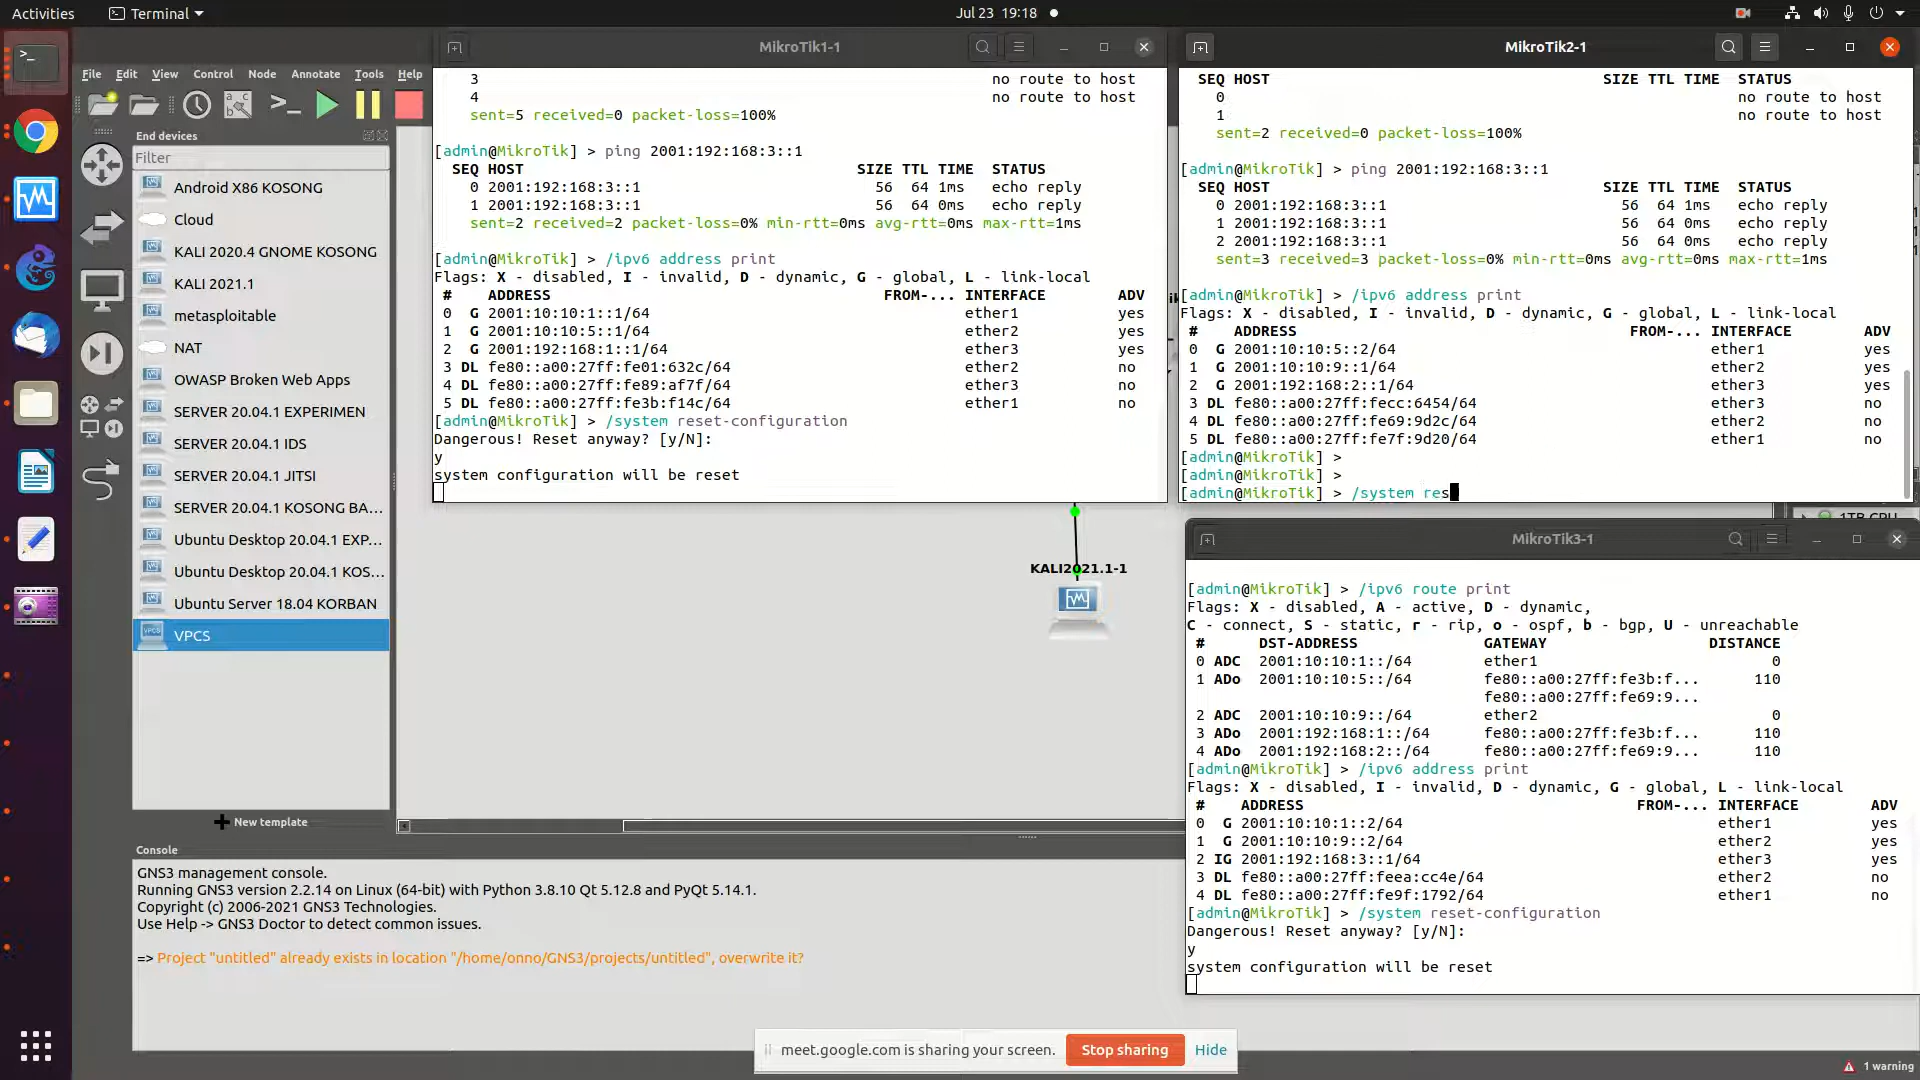 Activities
Terminal
Jul 23 19:18
File Edit View Control Node Annotate Tools Help
End devices
Filter
Android X86 KOSONG
Cloud
KALI 2020.4 GNOME KOSONG
KALI 2021.1
metasploitable
NAT
OWASP Broken Web Apps
SERVER 20.04.1 EXPERIMEN
SERVER 20.04.1 IDS
SERVER 20.04.1 JITSI
SERVER 20.04.1 KOSONG BA...
Ubuntu Desktop 20.04.1 EXP...
Ubuntu Desktop 20.04.1 KOS...
Ubuntu Server 18.04 KORBAN
VPCS
New template
MikroTik1-1
3 no route to host
4 no route to host
sent=5 received=0 packet-loss=100%
[admin@MikroTik] > ping 2001:192:168:3::1
SEQ HOST SIZE TTL TIME STATUS
0 2001:192:168:3::1 56 64 1ms echo reply
1 2001:192:168:3::1 56 64 0ms echo reply
sent=2 received=2 packet-loss=0% min-rtt=0ms avg-rtt=0ms max-rtt=1ms
[admin@MikroTik] > /ipv6 address print
Flags: X - disabled, I - invalid, D - dynamic, G - global, L - link-local
# ADDRESS FROM-... INTERFACE ADV
0 G 2001:10:10:1::1/64 ether1 yes
1 G 2001:10:10:5::1/64 ether2 yes
2 G 2001:192:168:1::1/64 ether3 yes
3 DL fe80::a00:27ff:fe01:632c/64 ether2 no
4 DL fe80::a00:27ff:fe89:af7f/64 ether3 no
5 DL fe80::a00:27ff:fe3b:f14c/64 ether1 no
[admin@MikroTik] > /system reset-configuration
Dangerous! Reset anyway? [y/N]:
y
system configuration will be reset
MikroTik2-1
SEQ HOST SIZE TTL TIME STATUS
0 no route to host
1 no route to host
sent=2 received=0 packet-loss=100%
[admin@MikroTik] > ping 2001:192:168:3::1
SEQ HOST SIZE TTL TIME STATUS
0 2001:192:168:3::1 56 64 1ms echo reply
1 2001:192:168:3::1 56 64 0ms echo reply
2 2001:192:168:3::1 56 64 0ms echo reply
sent=3 received=3 packet-loss=0% min-rtt=0ms avg-rtt=0ms max-rtt=1ms
[admin@MikroTik] > /ipv6 address print
Flags: X - disabled, I - invalid, D - dynamic, G - global, L - link-local
# ADDRESS FROM-... INTERFACE ADV
0 G 2001:10:10:5::2/64 ether1 yes
1 G 2001:10:10:9::1/64 ether2 yes
2 G 2001:192:168:2::1/64 ether3 yes
3 DL fe80::a00:27ff:fecc:6454/64 ether3 no
4 DL fe80::a00:27ff:fe69:9d2c/64 ether2 no
5 DL fe80::a00:27ff:fe7f:9d20/64 ether1 no
[admin@MikroTik] >
[admin@MikroTik] >
[admin@MikroTik] > /system res
KALI2021.1-1
MikroTik3-1
[admin@MikroTik] > /ipv6 route print
Flags: X - disabled, A - active, D - dynamic,
C - connect, S - static, r - rip, o - ospf, b - bgp, U - unreachable
# DST-ADDRESS GATEWAY DISTANCE
0 ADC 2001:10:10:1::/64 ether1 0
1 ADo 2001:10:10:5::/64 fe80::a00:27ff:fe3b:f... 110
fe80::a00:27ff:fe69:9...
2 ADC 2001:10:10:9::/64 ether2 0
3 ADo 2001:192:168:1::/64 fe80::a00:27ff:fe3b:f... 110
4 ADo 2001:192:168:2::/64 fe80::a00:27ff:fe69:9... 110
[admin@MikroTik] > /ipv6 address print
Flags: X - disabled, I - invalid, D - dynamic, G - global, L - link-local
# ADDRESS FROM-... INTERFACE ADV
0 G 2001:10:10:1::2/64 ether1 yes
1 G 2001:10:10:9::2/64 ether2 yes
2 IG 2001:192:168:3::1/64 ether3 yes
3 DL fe80::a00:27ff:feea:cc4e/64 ether2 no
4 DL fe80::a00:27ff:fe9f:1792/64 ether1 no
[admin@MikroTik] > /system reset-configuration
Dangerous! Reset anyway? [y/N]:
y
system configuration will be reset
Console
GNS3 management console.
Running GNS3 version 2.2.14 on Linux (64-bit) with Python 3.8.10 Qt 5.12.8 and PyQt 5.14.1.
Copyright (c) 2006-2021 GNS3 Technologies.
Use Help -> GNS3 Doctor to detect common issues.
=> Project "untitled" already exists in location "/home/onno/GNS3/projects/untitled", overwrite it?
meet.google.com is sharing your screen.
Stop sharing
Hide
1 warning